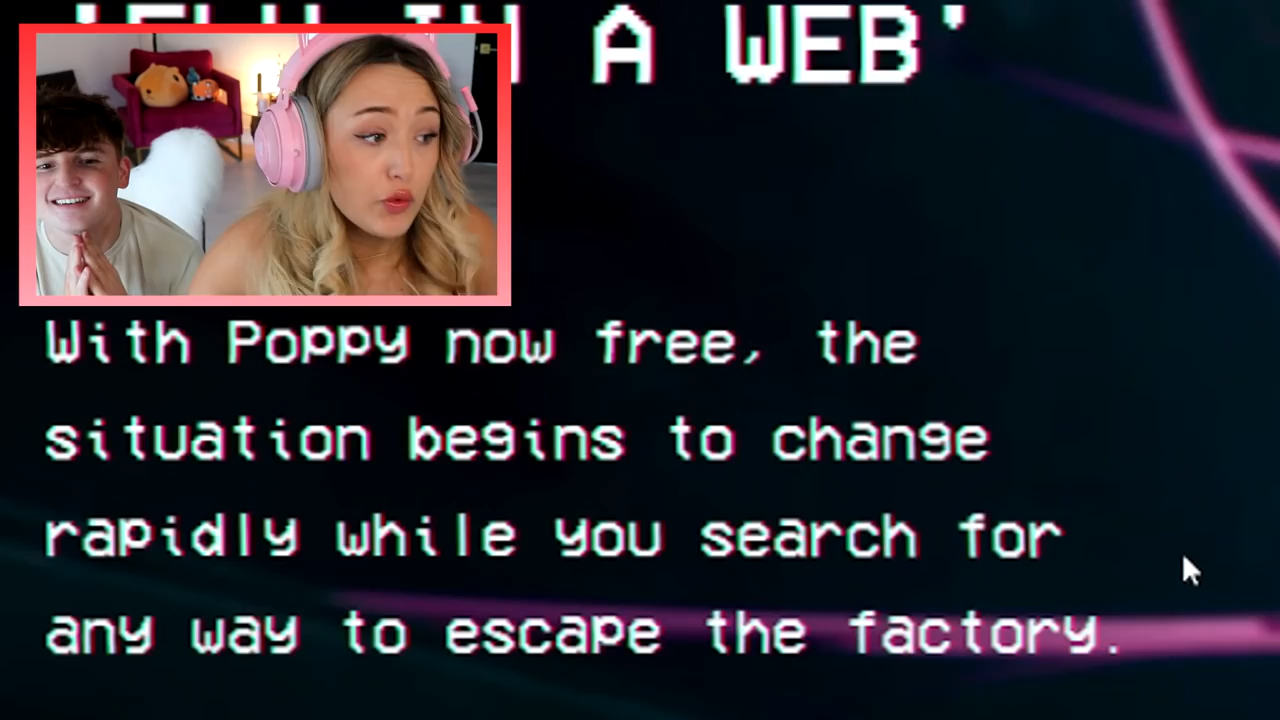 A WEB'
With Poppy now free, the
situation begins to change
rapidly while you search for
any way to escape the factory.